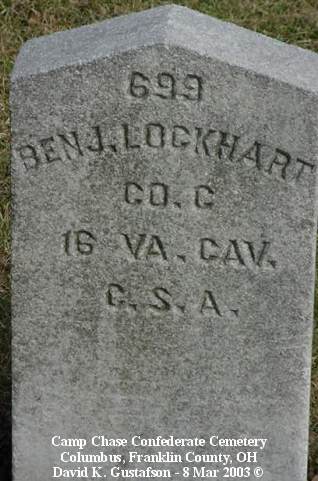 699
BENJ. LOCKHART
CO. C
16 VA. CAV.
C. S. A.
Camp Chase Confederate Cemetery
Columbus, Franklin County, OH
David K. Gustafson - 8 Mar 2003 ©